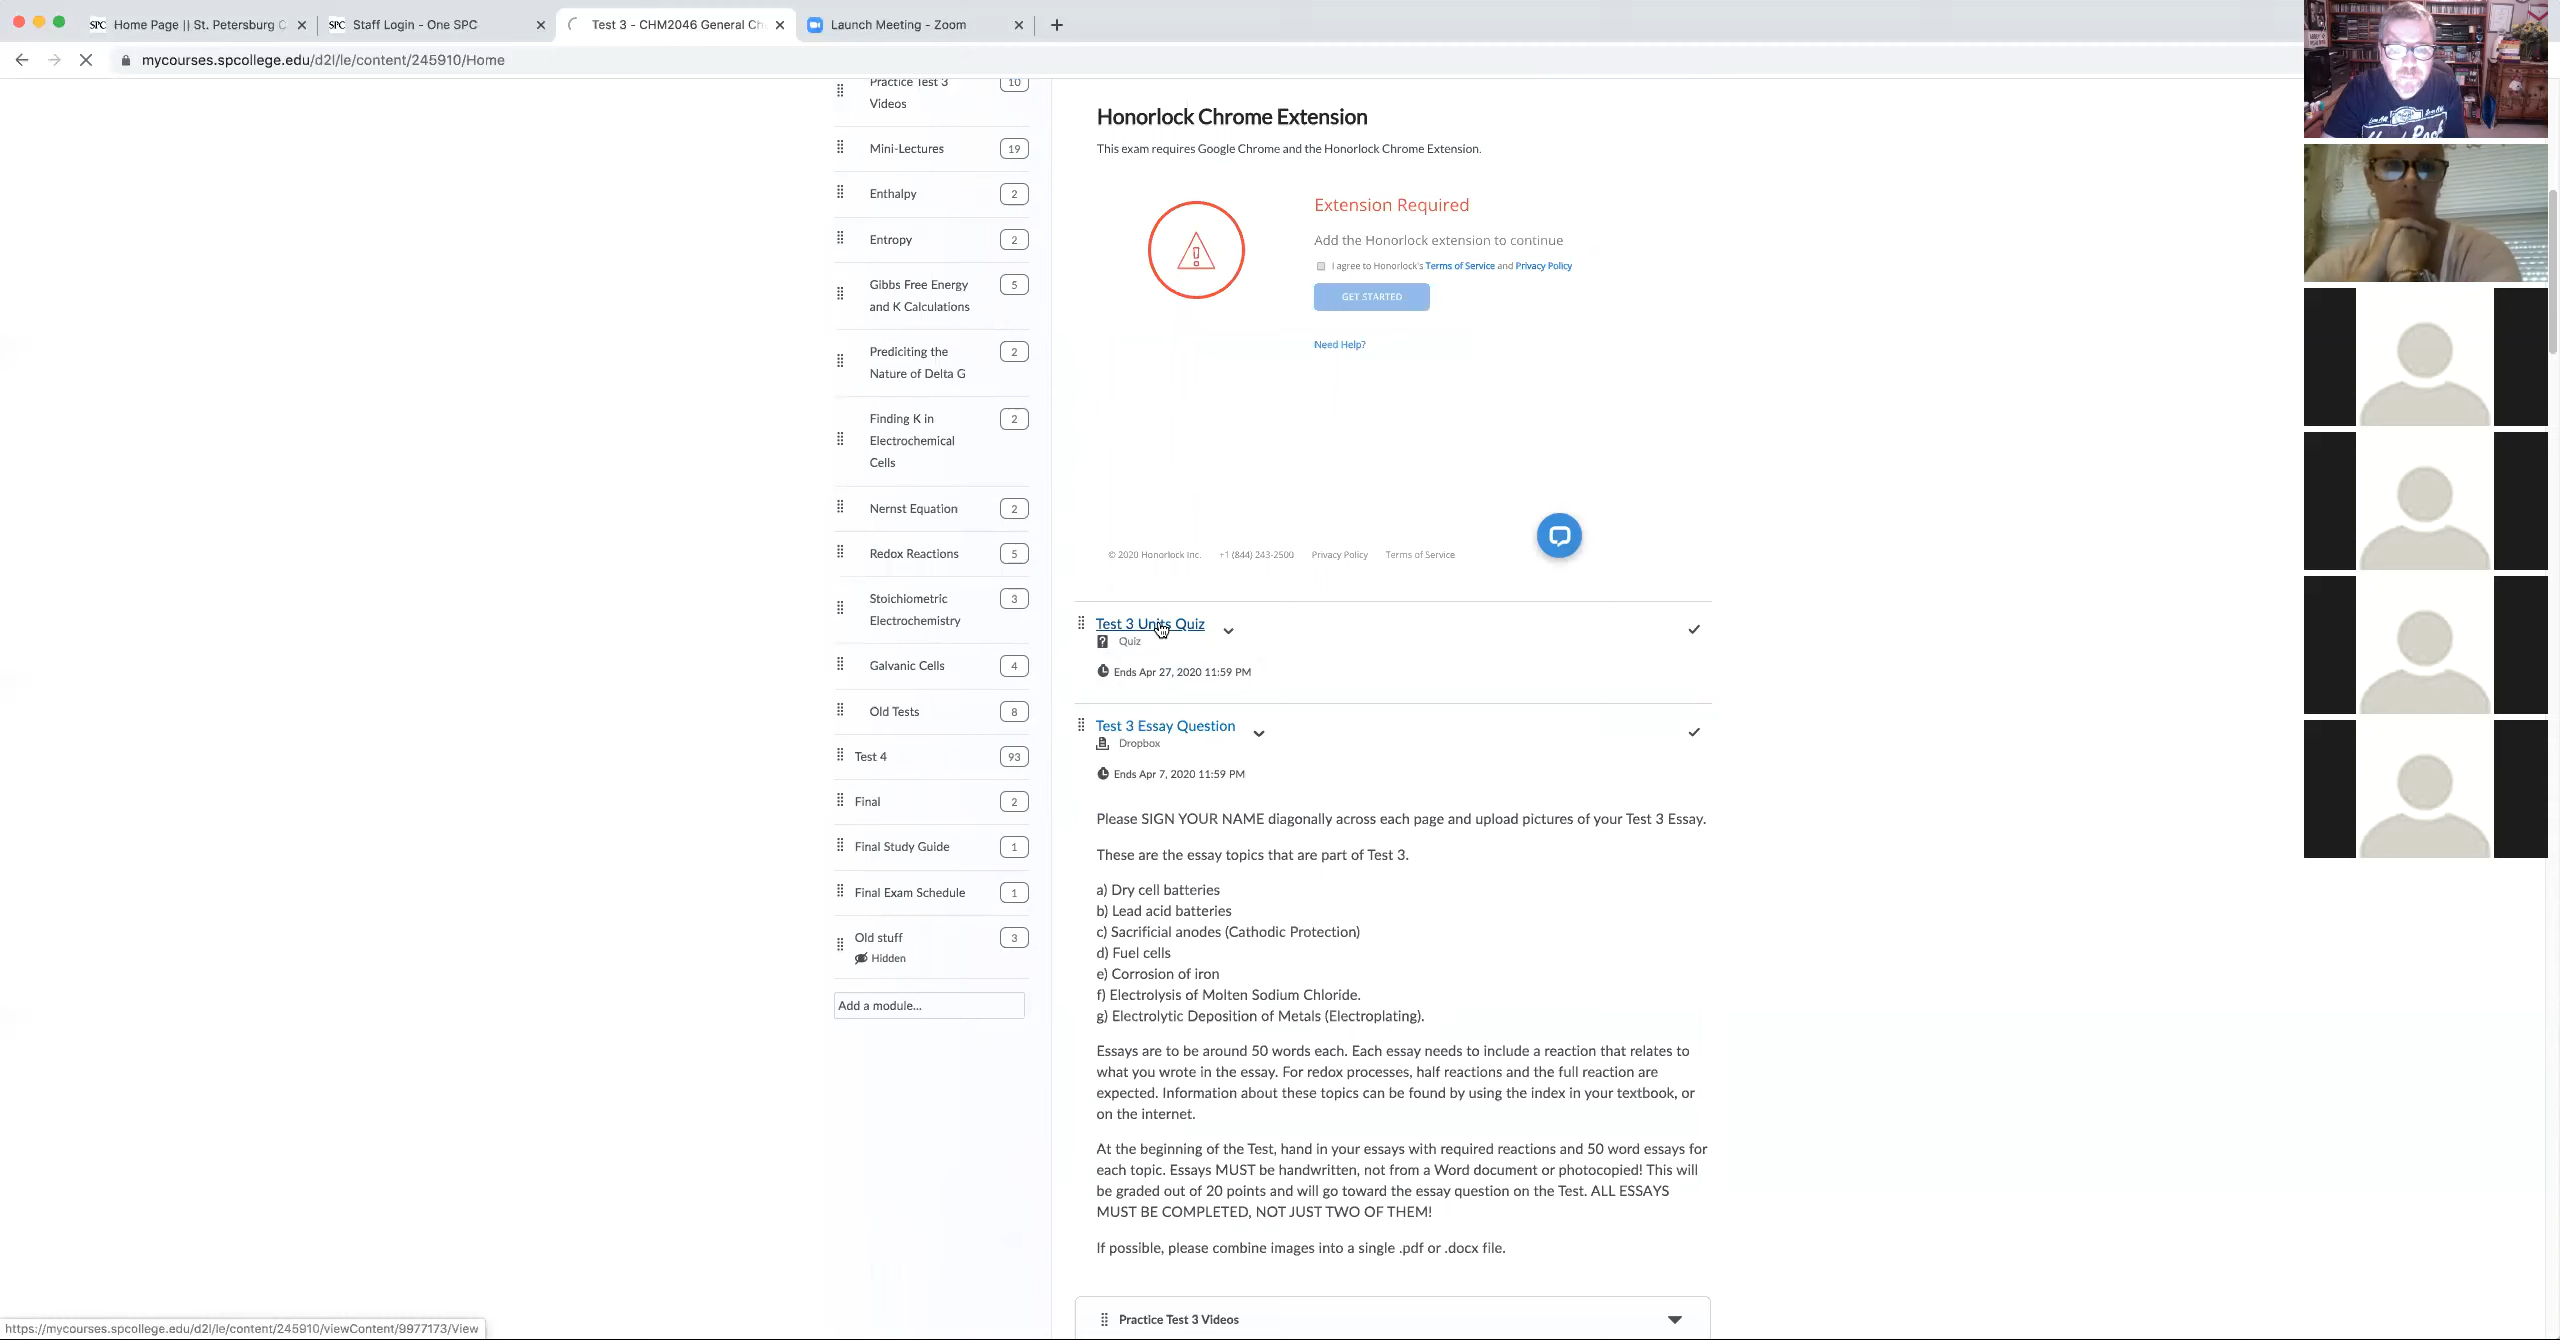 Home Page || St. Petersburg C
Staff Login - One SPC
Test 3 - CHM2046 General Ch
Launch Meeting - Zoom
mycourses.spcollege.edu/d2l/le/content/245910/Home
Practice Test 3
Videos
10
Mini-Lectures
19
Enthalpy
2
Entropy
2
Gibbs Free Energy
and K Calculations
5
Prediciting the
Nature of Delta G
2
Finding K in
Electrochemical
Cells
2
Nernst Equation
2
Redox Reactions
5
Stoichiometric
Electrochemistry
3
Galvanic Cells
4
Old Tests
8
Test 4
93
Final
2
Final Study Guide
1
Final Exam Schedule
1
Old stuff
Hidden
3
Add a module...
Honorlock Chrome Extension
This exam requires Google Chrome and the Honorlock Chrome Extension.
Extension Required
Add the Honorlock extension to continue
I agree to Honorlock's Terms of Service and Privacy Policy
GET STARTED
Need Help?
© 2020 Honorlock Inc. +1 (844) 243-2500 Privacy Policy Terms of Service
Test 3 Units Quiz
Quiz
Ends Apr 27, 2020 11:59 PM
Test 3 Essay Question
Dropbox
Ends Apr 7, 2020 11:59 PM
Please SIGN YOUR NAME diagonally across each page and upload pictures of your Test 3 Essay.
These are the essay topics that are part of Test 3.
a) Dry cell batteries
b) Lead acid batteries
c) Sacrificial anodes (Cathodic Protection)
d) Fuel cells
e) Corrosion of iron
f) Electrolysis of Molten Sodium Chloride.
g) Electrolytic Deposition of Metals (Electroplating).
Essays are to be around 50 words each. Each essay needs to include a reaction that relates to
what you wrote in the essay. For redox processes, half reactions and the full reaction are
expected. Information about these topics can be found by using the index in your textbook, or
on the internet.
At the beginning of the Test, hand in your essays with required reactions and 50 word essays for
each topic. Essays MUST be handwritten, not from a Word document or photocopied! This will
be graded out of 20 points and will go toward the essay question on the Test. ALL ESSAYS
MUST BE COMPLETED, NOT JUST TWO OF THEM!
If possible, please combine images into a single .pdf or .docx file.
Practice Test 3 Videos
https://mycourses.spcollege.edu/d2l/le/content/245910/viewContent/9977173/View